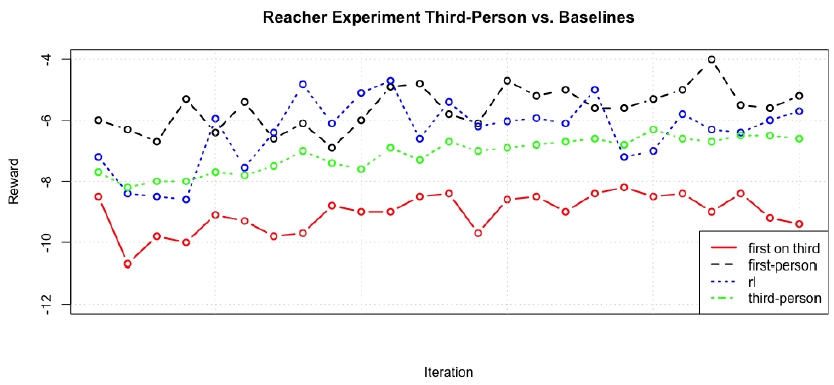 Reacher Experiment Third-Person vs. Baselines
-4
-6
-8
-10
-12
Reward
first on third
first-person
rl
third-person
Iteration